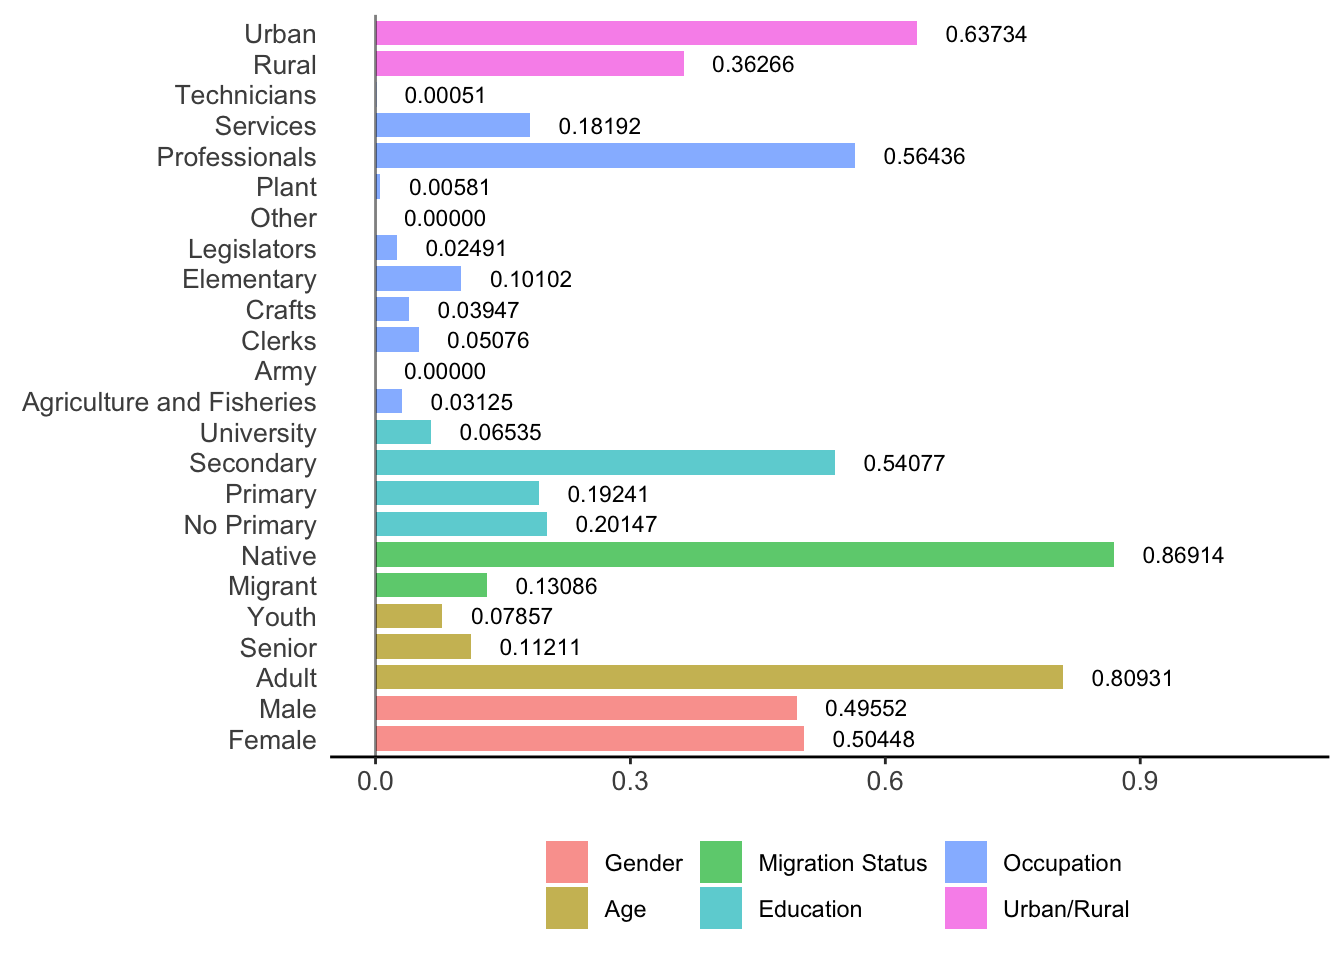 Urban 0.63734
Rural 0.36266
Technicians 0.00051
Services 0.18192
Professionals 0.56436
Plant 0.00581
Other 0.00000
Legislators 0.02491
Elementary 0.10102
Crafts 0.03947
Clerks 0.05076
Army 0.00000
Agriculture and Fisheries 0.03125
University 0.06535
Secondary 0.54077
Primary 0.19241
No Primary 0.20147
Native 0.86914
Migrant 0.13086
Youth 0.07857
Senior 0.11211
Adult 0.80931
Male 0.49552
Female 0.50448
0.0 0.3 0.6 0.9
Gender Migration Status Occupation
Age Education Urban/Rural